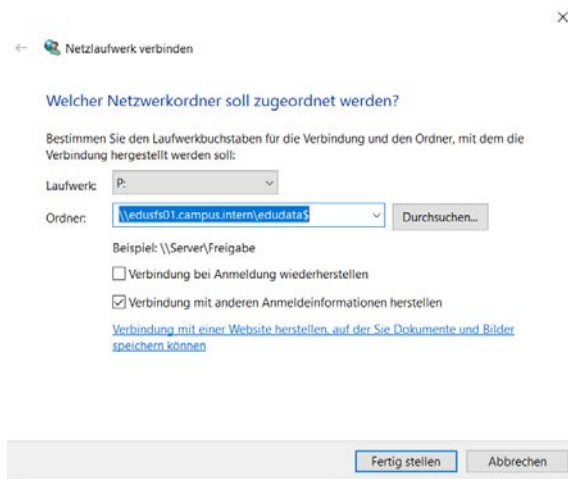 Netzlaufwerk verbinden
Welcher Netzwerkordner soll zugeordnet werden?
Bestimmen Sie den Laufwerkbuchstaben für die Verbindung und den Ordner, mit dem die
Verbindung hergestellt werden soll:
Laufwerk: P:
Ordner: \\edusfs01.campus.intern\edudata$ Durchsuchen...
Beispiel: \\Server\Freigabe
Verbindung bei Anmeldung wiederherstellen
Verbindung mit anderen Anmeldeinformationen herstellen
Verbindung mit einer Website herstellen, auf der Sie Dokumente und Bilder
speichern können
Fertig stellen Abbrechen